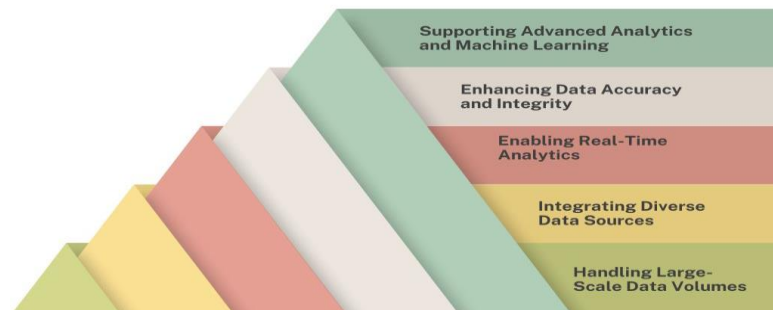 Supporting Advanced Analytics
and Machine Learning
Enhancing Data Accuracy
and Integrity
Enabling Real-Time
Analytics
Integrating Diverse
Data Sources
Handling Large-
Scale Data Volumes